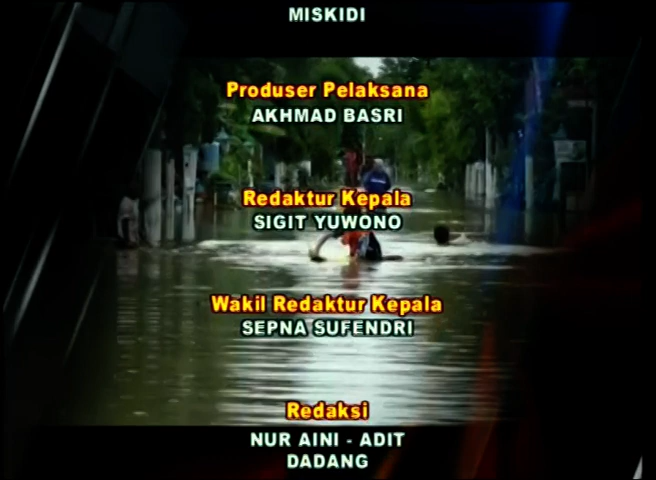 MISKIDI
Produser Pelaksana
AKHMAD BASRI
Redaktur Kepala
SIGIT YUWONO
Wakil Redaktur Kepala
SEPNA SUFENDRI
Redaksi
NUR AINI - ADIT
DADANG